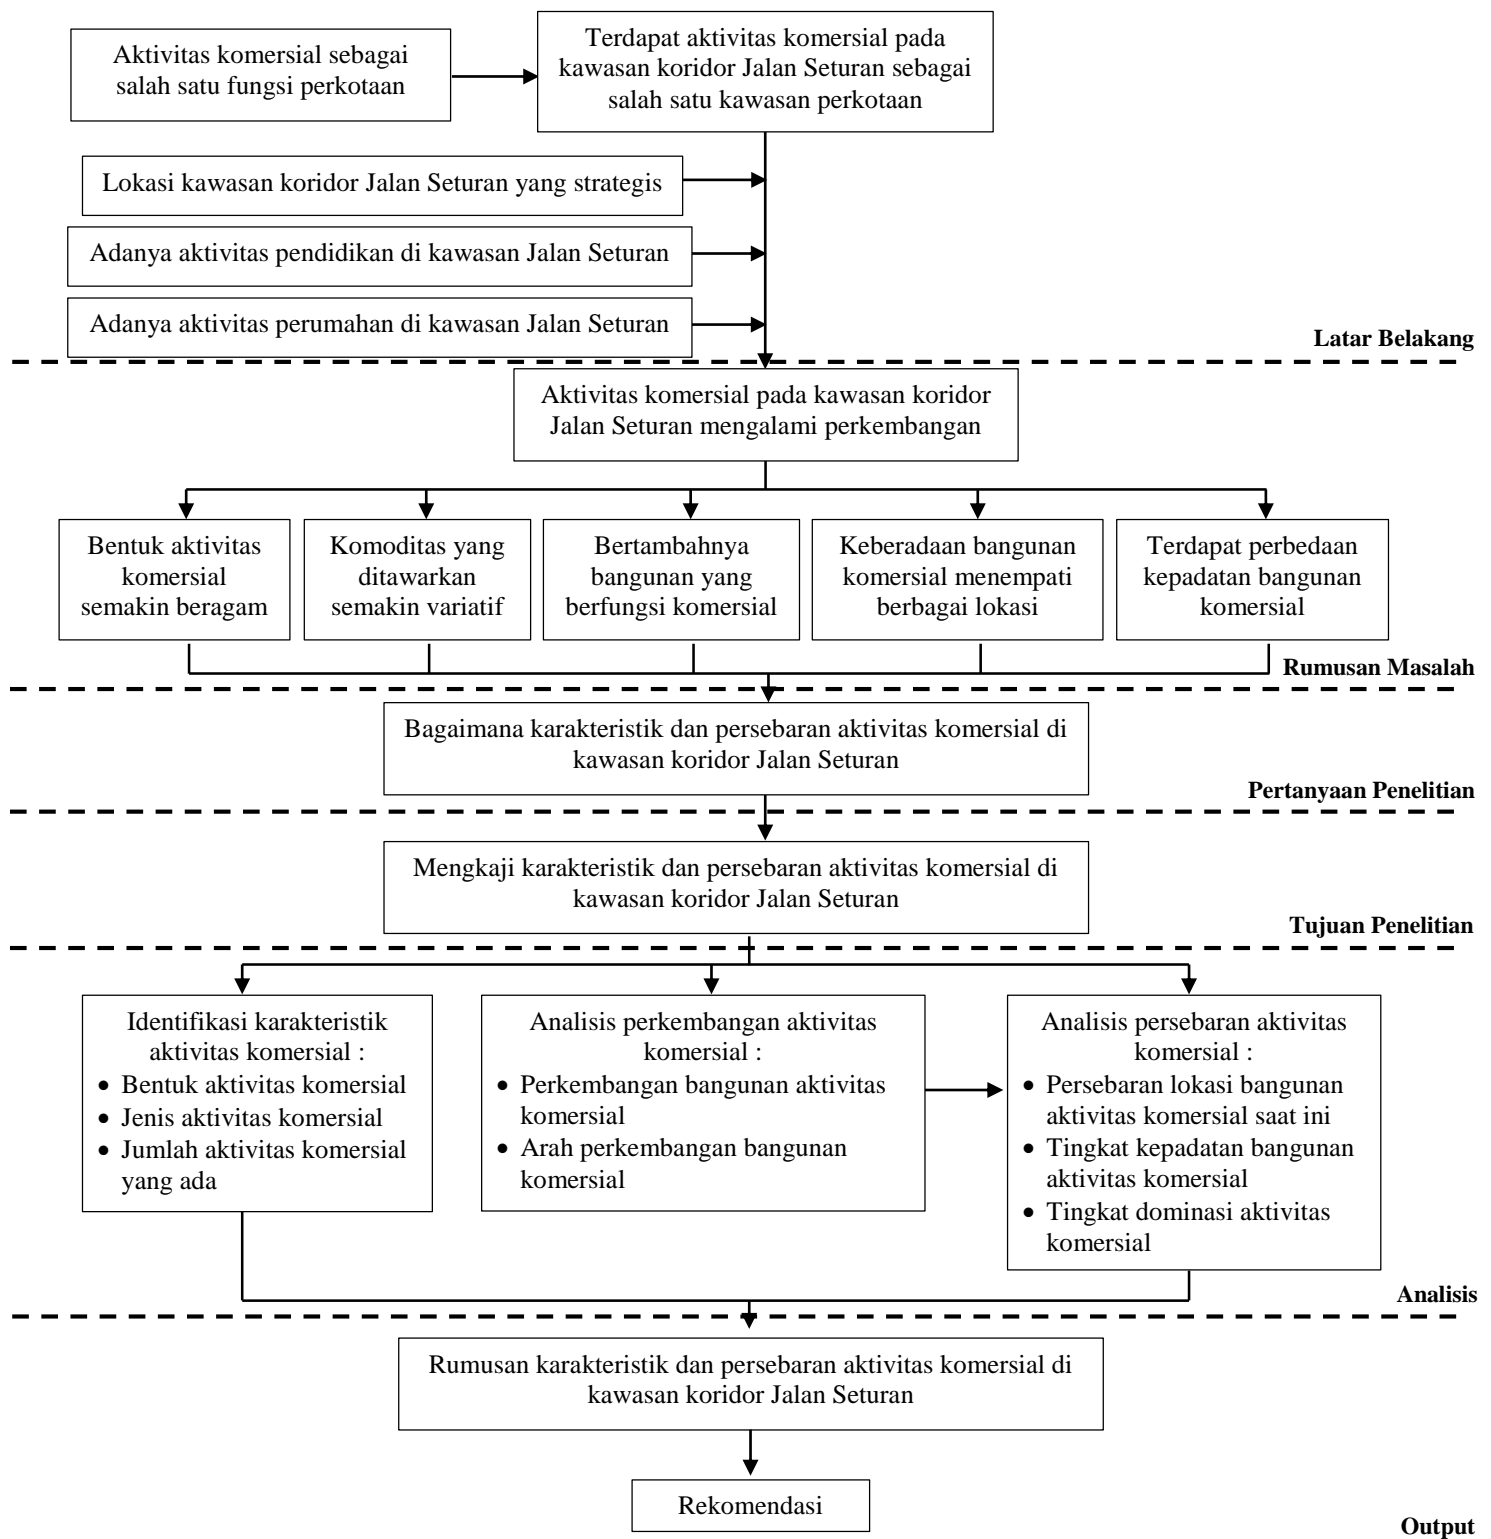 Aktivitas komersial sebagai
salah satu fungsi perkotaan
Terdapat aktivitas komersial pada
kawasan koridor Jalan Seturan sebagai
salah satu kawasan perkotaan
Lokasi kawasan koridor Jalan Seturan yang strategis
Adanya aktivitas pendidikan di kawasan Jalan Seturan
Adanya aktivitas perumahan di kawasan Jalan Seturan
Latar Belakang
Aktivitas komersial pada kawasan koridor
Jalan Seturan mengalami perkembangan
Bentuk aktivitas
komersial
semakin beragam
Komoditas yang
ditawarkan
semakin variatif
Bertambahnya
bangunan yang
berfungsi komersial
Keberadaan bangunan
komersial menempati
berbagai lokasi
Terdapat perbedaan
kepadatan bangunan
komersial
Rumusan Masalah
Bagaimana karakteristik dan persebaran aktivitas komersial di
kawasan koridor Jalan Seturan
Pertanyaan Penelitian
Mengkaji karakteristik dan persebaran aktivitas komersial di
kawasan koridor Jalan Seturan
Tujuan Penelitian
Identifikasi karakteristik
aktivitas komersial :
• Bentuk aktivitas komersial
• Jenis aktivitas komersial
• Jumlah aktivitas komersial
yang ada
Analisis perkembangan aktivitas
komersial :
• Perkembangan bangunan aktivitas
komersial
• Arah perkembangan bangunan
komersial
Analisis persebaran aktivitas
komersial :
• Persebaran lokasi bangunan
aktivitas komersial saat ini
• Tingkat kepadatan bangunan
aktivitas komersial
• Tingkat dominasi aktivitas
komersial
Analisis
Rumusan karakteristik dan persebaran aktivitas komersial di
kawasan koridor Jalan Seturan
Rekomendasi
Output